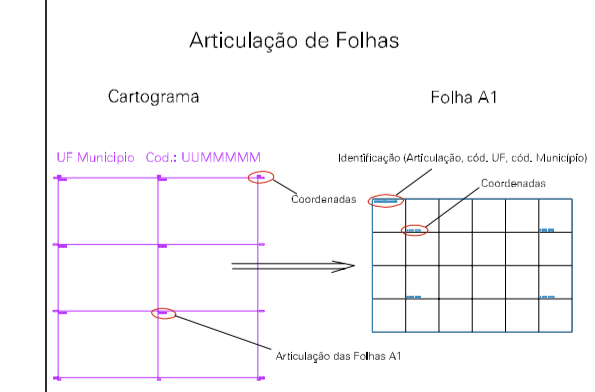 Articulação de Folhas
Cartograma
Folha A1
UF Municipio Cod.: UUMMMMM
Identificação (Articulação, cód. UF, cód. Município)
Coordenadas
Coordenadas
Articulação das Folhas A1